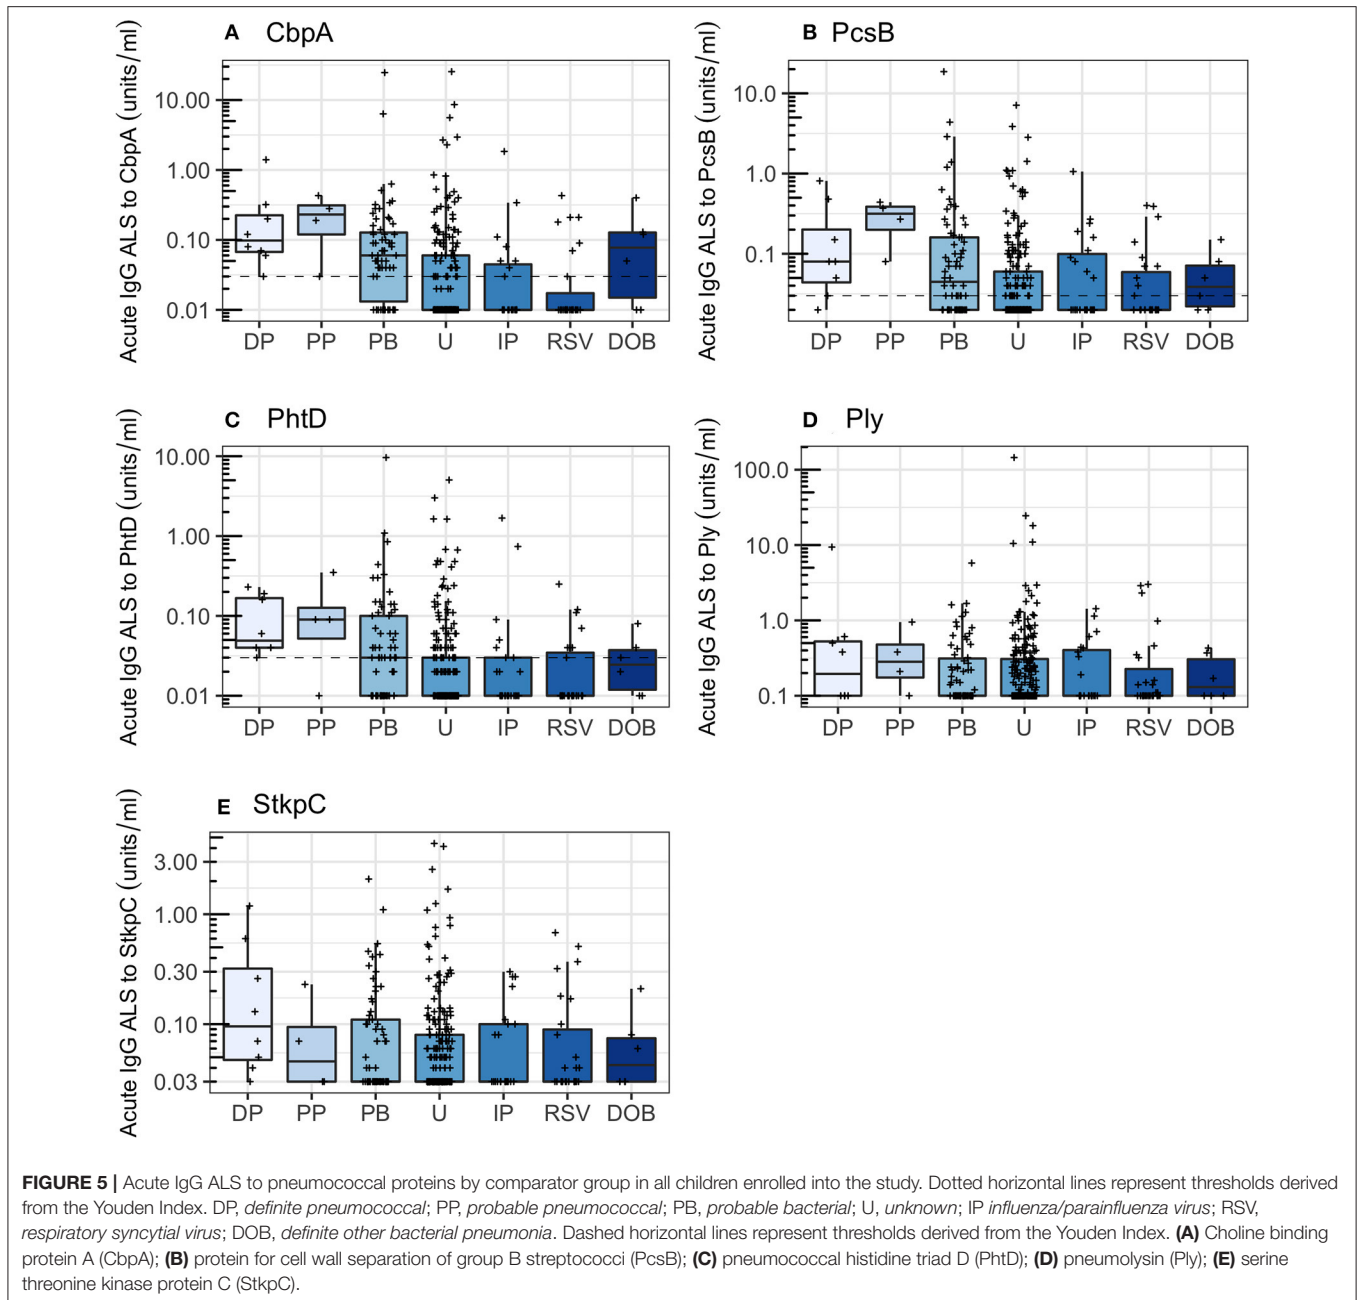 A CbpA
Acute IgG ALS to CbpA (units/ml)
10.00
1.00
0.10
0.01
DP PP PB U IP RSV DOB
B PcsB
Acute IgG ALS to PcsB (units/ml)
10.0
1.0
0.1
DP PP PB U IP RSV DOB
C PhtD
Acute IgG ALS to PhtD (units/ml)
10.00
1.00
0.10
0.01
DP PP PB U IP RSV DOB
D Ply
Acute IgG ALS to Ply (units/ml)
100.0
10.0
1.0
0.1
DP PP PB U IP RSV DOB
E StkpC
Acute IgG ALS to StkpC (units/ml)
3.00
1.00
0.30
0.10
0.03
DP PP PB U IP RSV DOB
FIGURE 5 | Acute IgG ALS to pneumococcal proteins by comparator group in all children enrolled into the study. Dotted horizontal lines represent thresholds derived
from the Youden Index. DP, definite pneumococcal; PP, probable pneumococcal; PB, probable bacterial; U, unknown; IP influenza/parainfluenza virus; RSV,
respiratory syncytial virus; DOB, definite other bacterial pneumonia. Dashed horizontal lines represent thresholds derived from the Youden Index. (A) Choline binding
protein A (CbpA); (B) protein for cell wall separation of group B streptococci (PcsB); (C) pneumococcal histidine triad D (PhtD); (D) pneumolysin (Ply); (E) serine
threonine kinase protein C (StkpC).